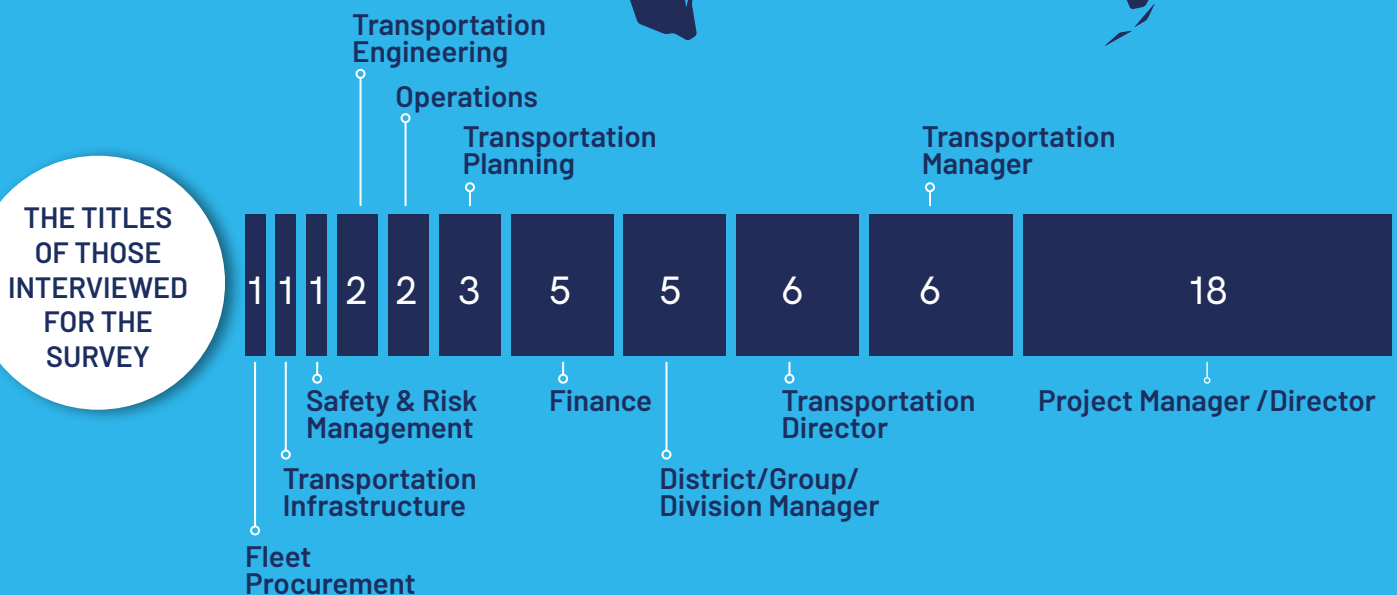 Transportation
Engineering
Operations
Transportation
Planning
Transportation
Manager
THE TITLES
OF THOSE
INTERVIEWED
FOR THE
SURVEY
1 1 1 2 2 3 5 5 6 6 18
Safety & Risk
Management
Finance
Transportation
Director
Project Manager /Director
Transportation
Infrastructure
District/Group/
Division Manager
Fleet
Procurement